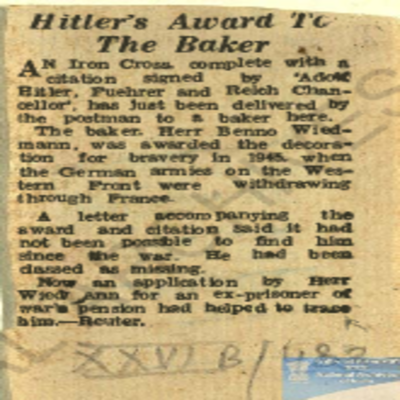 Hitler's Award To
The Baker
AN Iron Cross, complete with a
citation signed by 'Adolf
Hitler, Fuehrer and Reich Chan-
cellor', has just been delivered by
the postman to a baker here.
The baker, Herr Benno Wied-
mann, was awarded the decora-
tion for bravery in 1945, when
the German armies on the Wes-
tern Front were withdrawing
through France.
A letter accompanying the
award and citation said it had
not been possible to find him
since the war. He had been
classed as missing.
Now an application by Herr
Wiedmann for an ex-prisoner of
war's pension had helped to trace
him.—Reuter.
XXVI B/